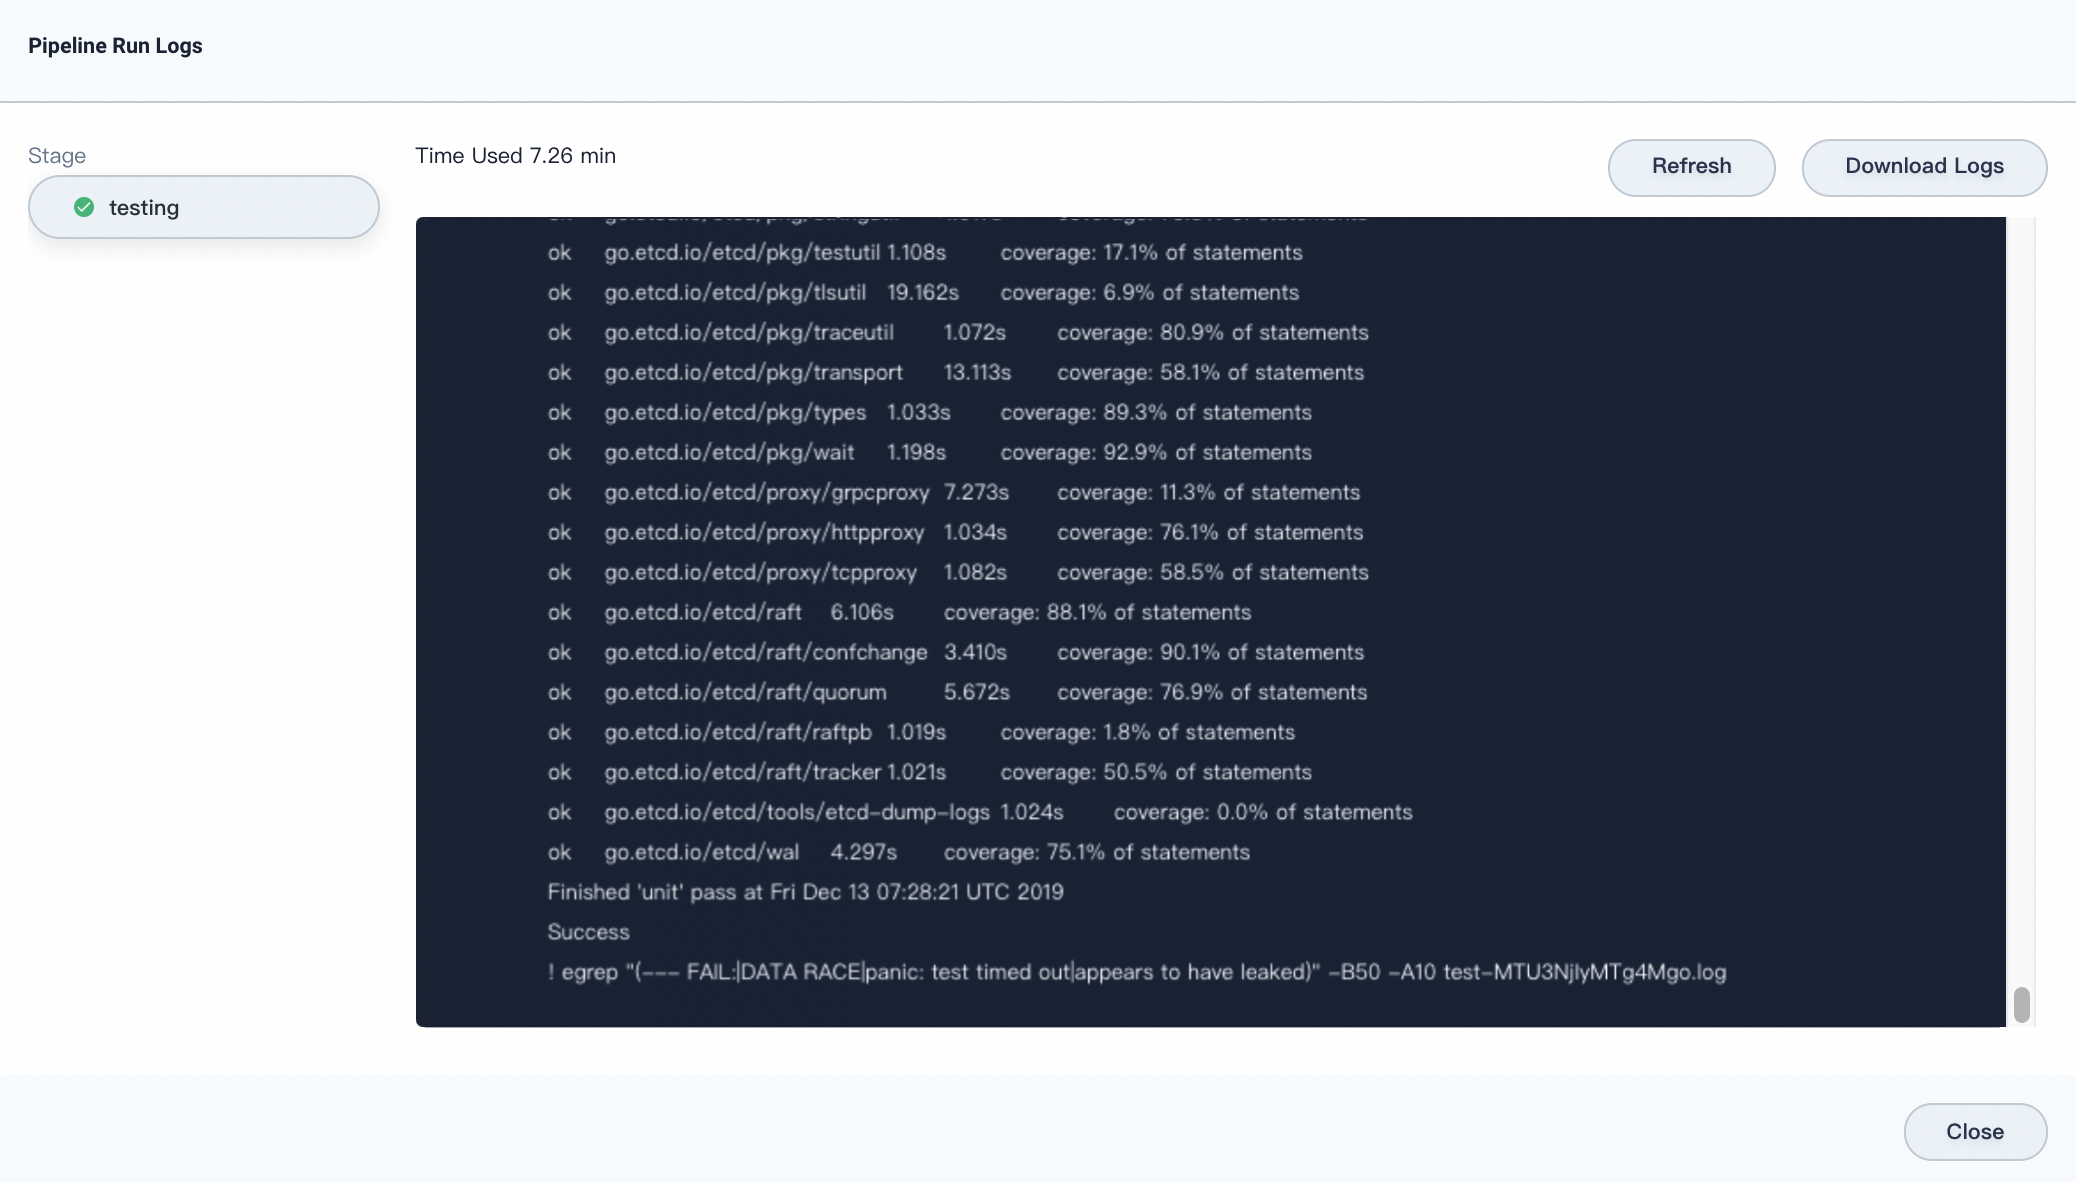 Pipeline Run Logs
Stage
testing
Time Used 7.26 min
Refresh
Download Logs
ok go.etcd.io/etcd/pkg/testutil 1.108s coverage: 17.1% of statements
ok go.etcd.io/etcd/pkg/tlsutil 19.162s coverage: 6.9% of statements
ok go.etcd.io/etcd/pkg/traceutil 1.072s coverage: 80.9% of statements
ok go.etcd.io/etcd/pkg/transport 13.113s coverage: 58.1% of statements
ok go.etcd.io/etcd/pkg/types 1.033s coverage: 89.3% of statements
ok go.etcd.io/etcd/pkg/wait 1.198s coverage: 92.9% of statements
ok go.etcd.io/etcd/proxy/grpcproxy 7.273s coverage: 11.3% of statements
ok go.etcd.io/etcd/proxy/httpproxy 1.034s coverage: 76.1% of statements
ok go.etcd.io/etcd/proxy/tcpproxy 1.082s coverage: 58.5% of statements
ok go.etcd.io/etcd/raft 6.106s coverage: 88.1% of statements
ok go.etcd.io/etcd/raft/confchange 3.410s coverage: 90.1% of statements
ok go.etcd.io/etcd/raft/quorum 5.672s coverage: 76.9% of statements
ok go.etcd.io/etcd/raft/raftpb 1.019s coverage: 1.8% of statements
ok go.etcd.io/etcd/raft/tracker 1.021s coverage: 50.5% of statements
ok go.etcd.io/etcd/tools/etcd-dump-logs 1.024s coverage: 0.0% of statements
ok go.etcd.io/etcd/wal 4.297s coverage: 75.1% of statements
Finished 'unit' pass at Fri Dec 13 07:28:21 UTC 2019
Success
! egrep "(--- FAIL:|DATA RACE|panic: test timed out|appears to have leaked)" -B50 -A10 test-MTU3NjIyMTg4Mgo.log
Close